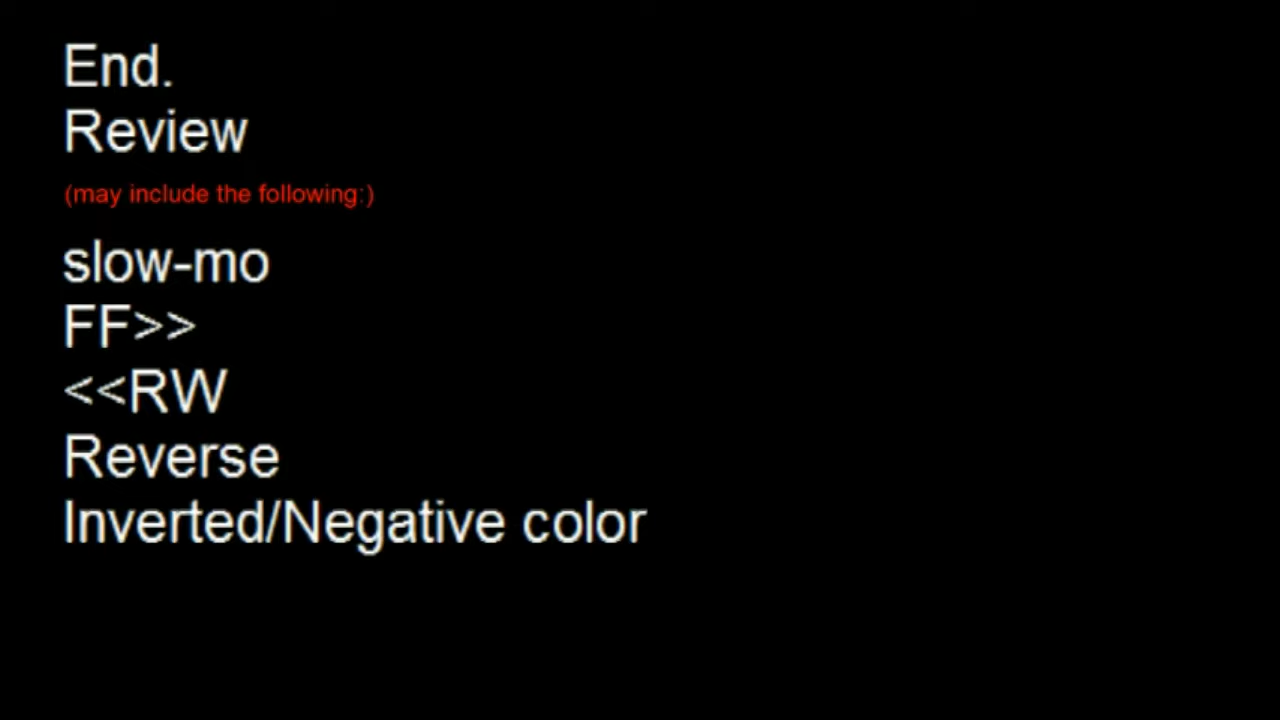 End.
Review
(may include the following:)
slow-mo
FF>>
<<RW
Reverse
Inverted/Negative color